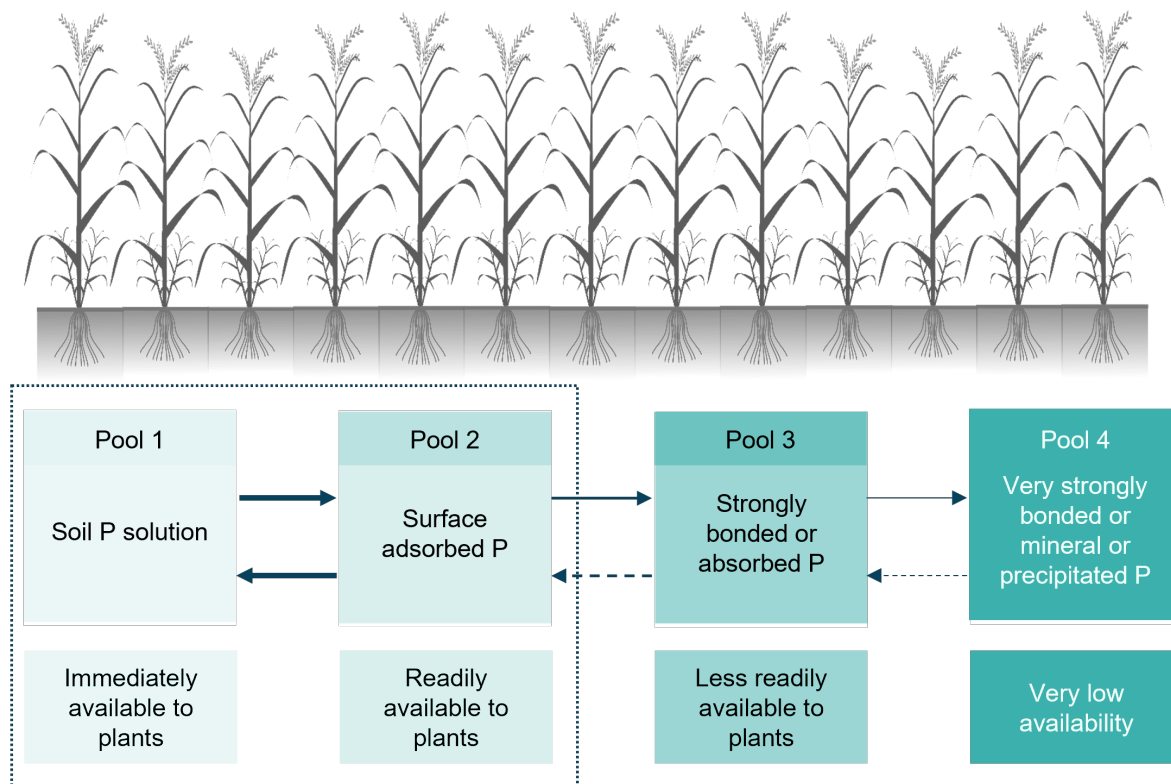 Pool 1
Soil P solution
Immediately
available to
plants
Pool 2
Surface
adsorbed P
Readily
available to
plants
Pool 3
Strongly
bonded or
absorbed P
Less readily
available to
plants
Pool 4
Very strongly
bonded or
mineral or
precipitated P
Very low
availability